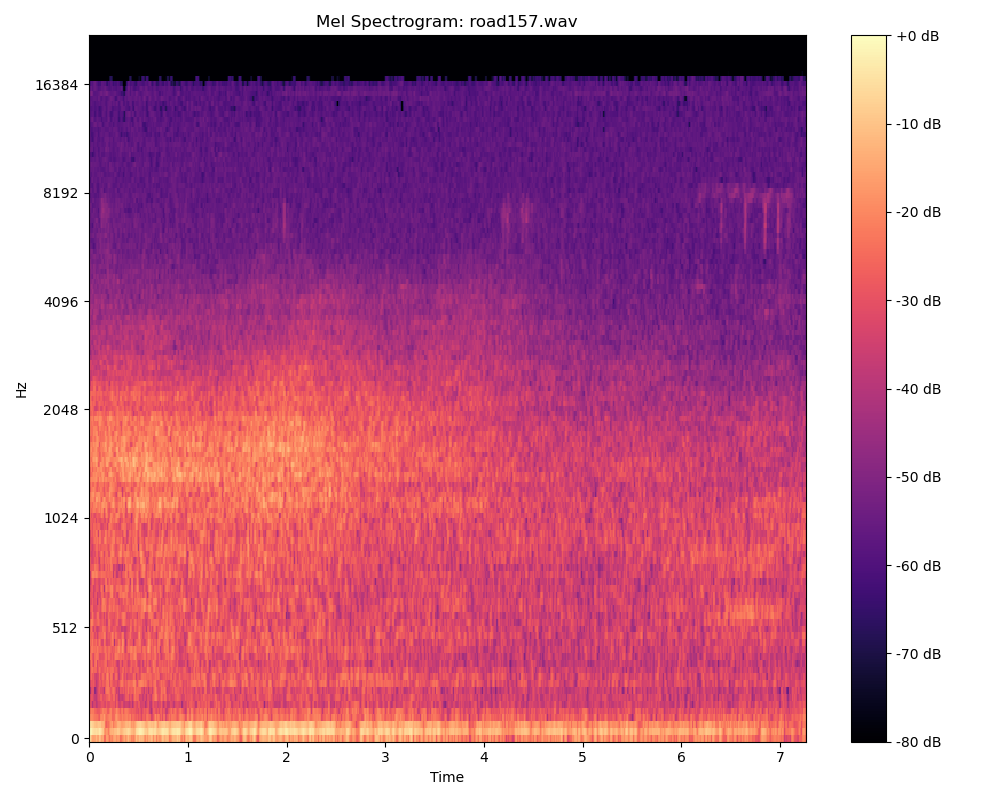 Mel Spectrogram: road157.wav
16384
8192
4096
2048
1024
512
0
Hz
0 1 2 3 4 5 6 7
Time
+0 dB
-10 dB
-20 dB
-30 dB
-40 dB
-50 dB
-60 dB
-70 dB
-80 dB